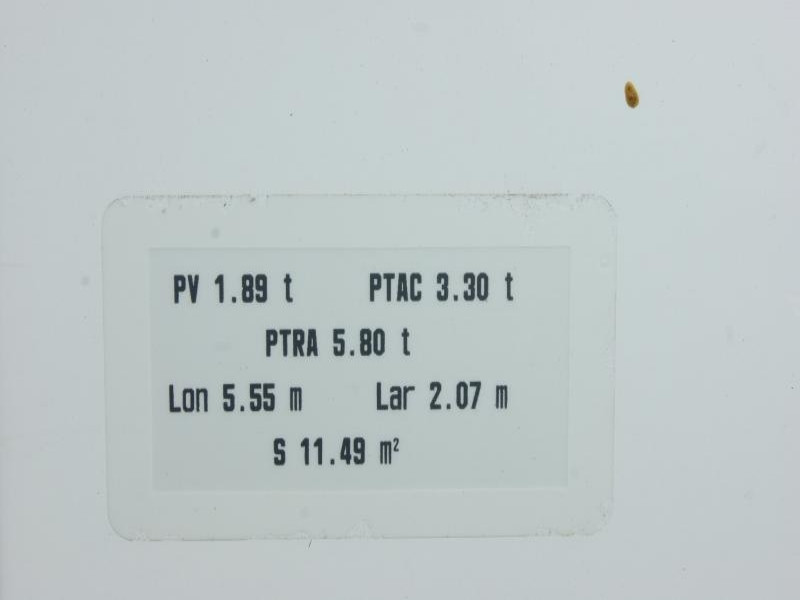 PV 1.89 t PTAC 3.30 t
PTRA 5.80 t
Lon 5.55 m Lar 2.07 m
S 11.49 m²